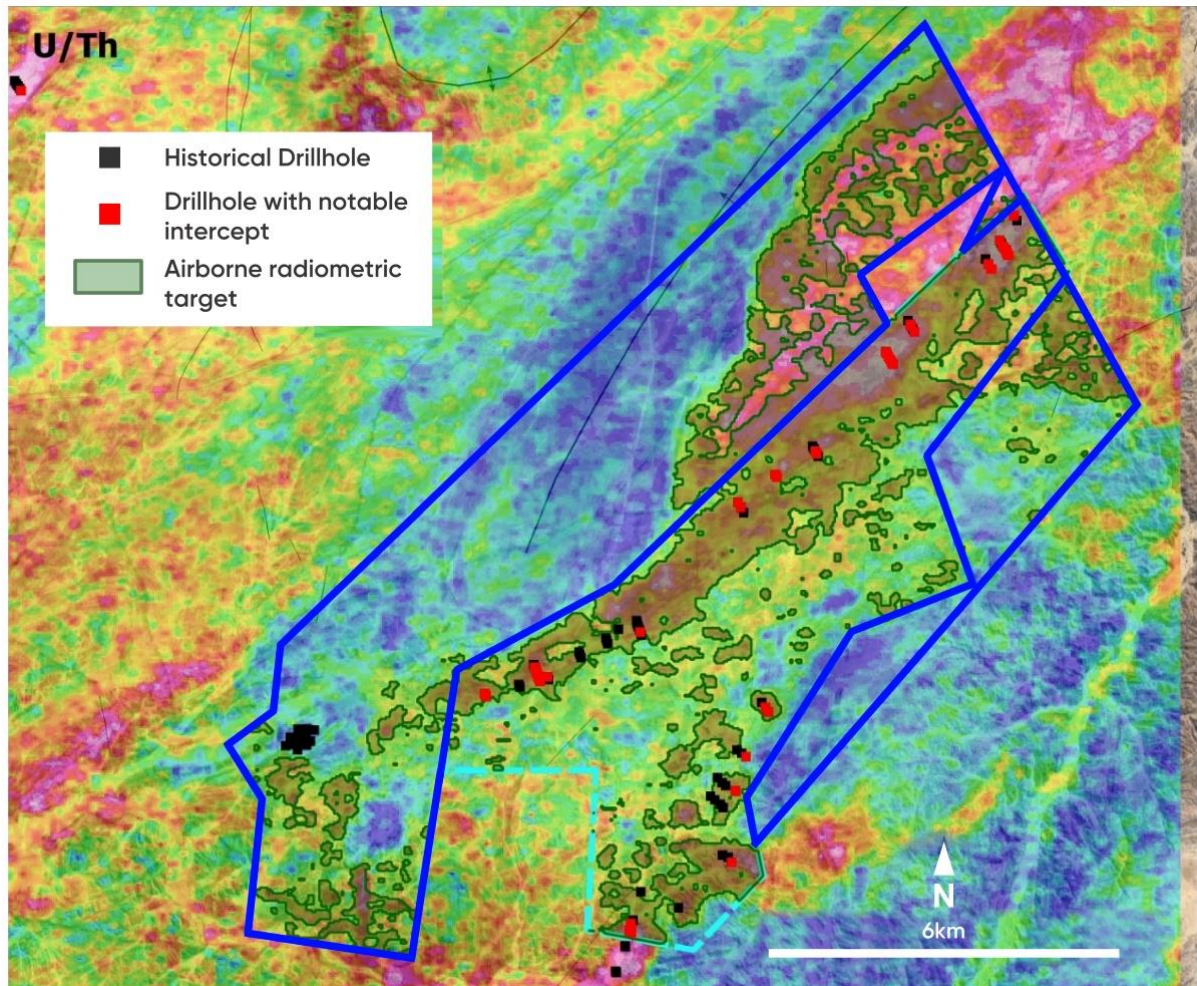 U/Th
Historical Drillhole
Drillhole with notable
intercept
Airborne radiometric
target
N
6km